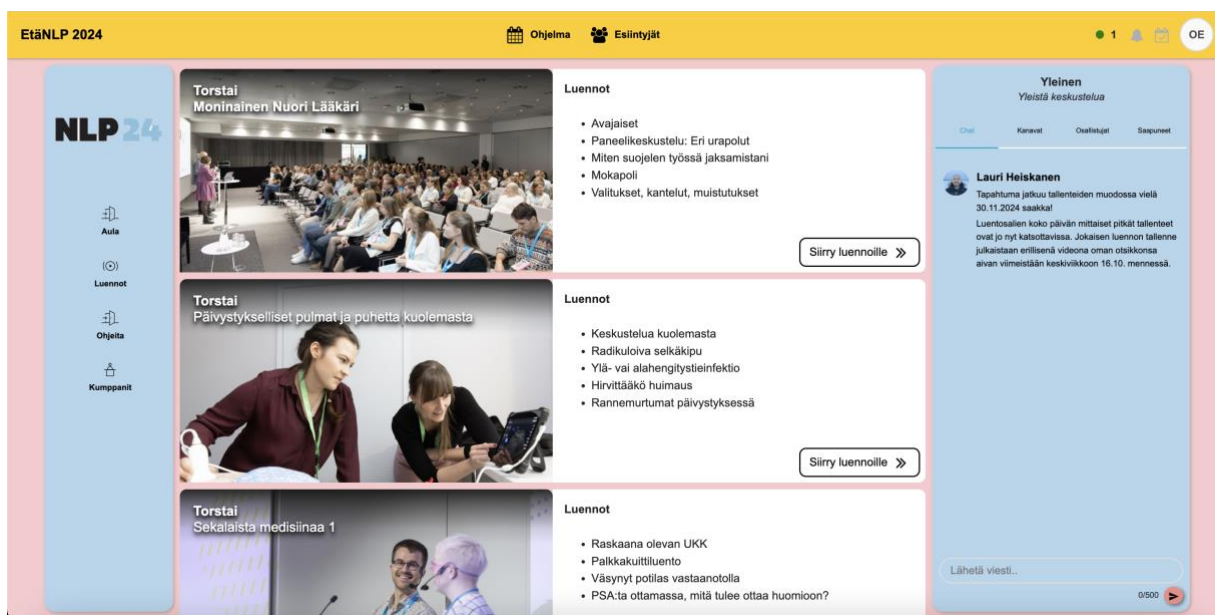 EtäNLP 2024
Ohjelma
Esiintyjät
1
OE
NLP24
Aula
Luennot
Ohjeita
Kumppanit
Torstai
Moninainen Nuori Lääkäri
Luennot
• Avajaiset
• Paneelikeskustelu: Eri urapolut
• Miten suojelen työssä jaksamistani
• Mokapoli
• Valitukset, kantelut, muistutukset
Siirry luennoille
Torstai
Päivystykselliset pulmat ja puhetta kuolemasta
Luennot
• Keskustelua kuolemasta
• Radikuloiva selkäkipu
• Ylä- vai alahengitystieinfektio
• Hirvittääkö huimaus
• Rannemurtumat päivystyksessä
Siirry luennoille
Torstai
Sekalaista medisiinaa 1
Luennot
• Raskaana olevan UKK
• Palkkakuittiluento
• Väsynyt potilas vastaanotolla
• PSA:ta ottamassa, mitä tulee ottaa huomioon?
Yleinen
Yleistä keskustelua
Chat
Kanavat
Osallistujat
Saapuneet
Lauri Heiskanen
Tapahtuma jatkuu tallenteiden muodossa vielä
30.11.2024 saakka!
Luentosalien koko päivän mittaiset pitkät tallenteet
ovat jo nyt katsottavissa. Jokaisen luennon tallenne
julkaistaan erillisenä videona oman otsikkonsa
aivan viimeistään keskiviikkoon 16.10. mennessä.
Lähetä viesti..
0/500